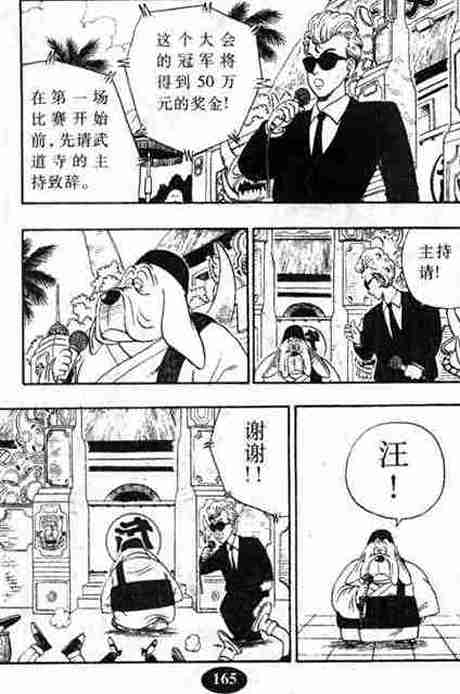 这个大会
的冠军将
得到50万
元的奖金!
在第一场
比赛开始
前,先请武
道寺的主
持致辞。
主持
请!
汪!
谢
谢!!
武
165